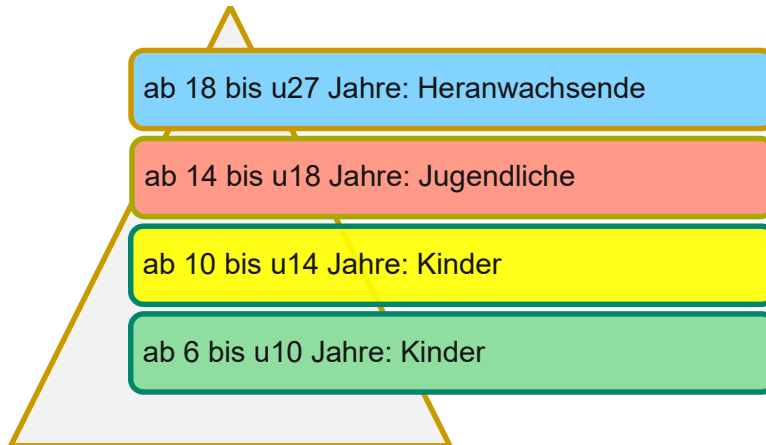 ab 18 bis u27 Jahre: Heranwachsende
ab 14 bis u18 Jahre: Jugendliche
ab 10 bis u14 Jahre: Kinder
ab 6 bis u10 Jahre: Kinder